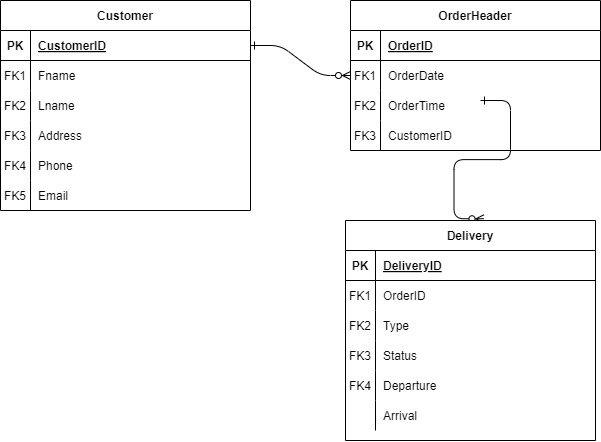 Customer
PK CustomerID
FK1 Fname
FK2 Lname
FK3 Address
FK4 Phone
FK5 Email
OrderHeader
PK OrderID
FK1 OrderDate
FK2 OrderTime
FK3 CustomerID
Delivery
PK DeliveryID
FK1 OrderID
FK2 Type
FK3 Status
FK4 Departure
Arrival